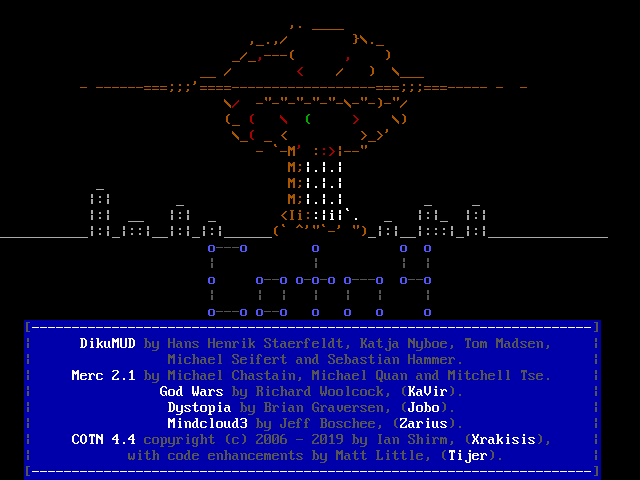 DikuMUD by Hans Henrik Staerfeldt, Katja Nyboe, Tom Madsen,
Michael Seifert and Sebastian Hammer.
Merc 2.1 by Michael Chastain, Michael Quan and Mitchell Tse.
God Wars by Richard Woolcock, (KaVir).
Dystopia by Brian Graversen, (Jobo).
Mindcloud3 by Jeff Boschee, (Zarius).
COTN 4.4 copyright (c) 2006 - 2019 by Ian Shirm, (Xrakisis),
with code enhancements by Matt Little, (Tijer).